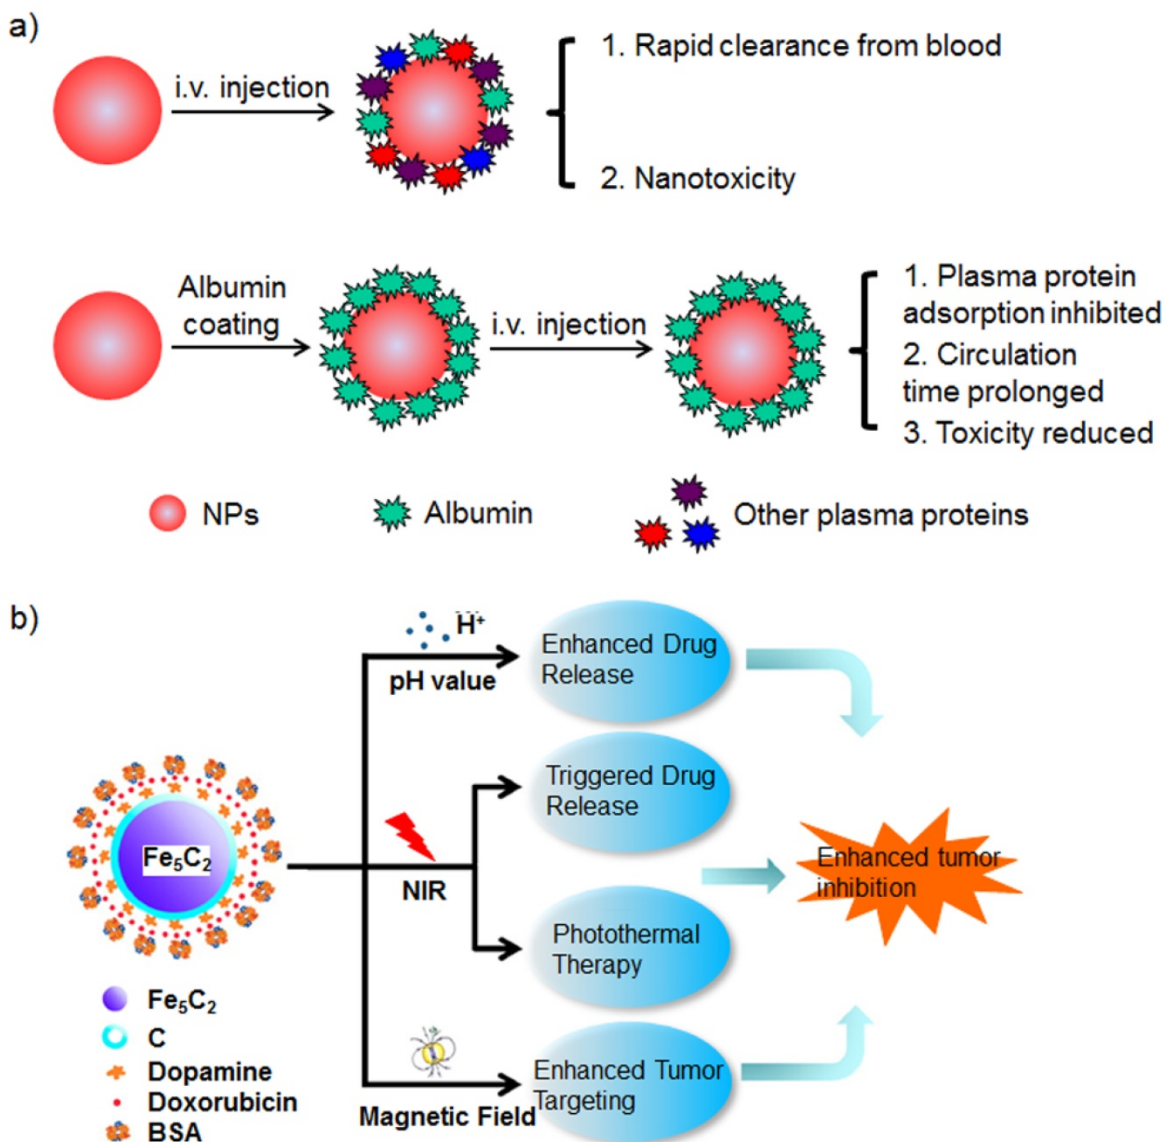 a)
i.v. injection
1. Rapid clearance from blood
2. Nanotoxicity
Albumin
coating
i.v. injection
1. Plasma protein
adsorption inhibited
2. Circulation
time prolonged
3. Toxicity reduced
NPs
Albumin
Other plasma proteins
b)
H⁺
pH value
Enhanced Drug
Release
Triggered Drug
Release
Fe₅C₂
NIR
Enhanced tumor
inhibition
Photothermal
Therapy
Magnetic Field
Enhanced Tumor
Targeting
Fe₅C₂
C
Dopamine
Doxorubicin
BSA